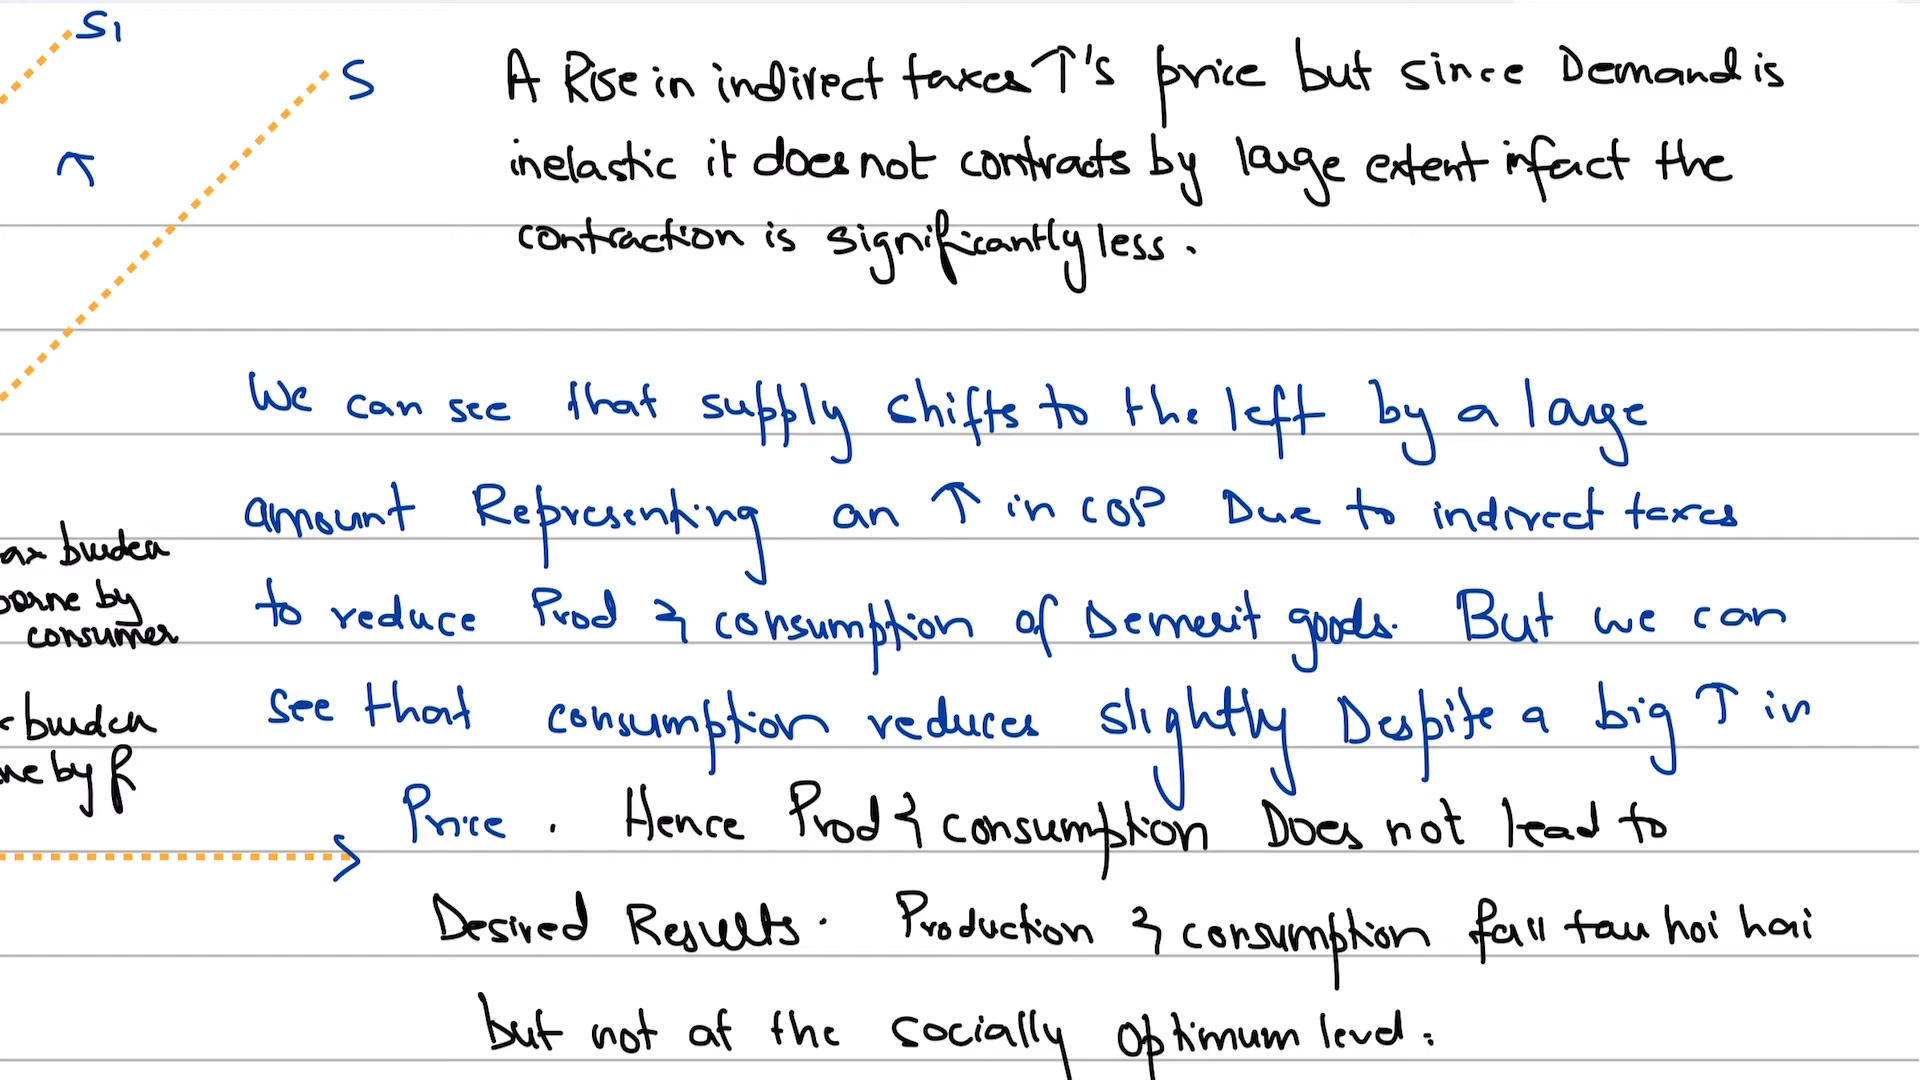 S1
S
A Rise in indirect taxes ↑'s price but since Demand is
inelastic it does not contracts by large extent infact the
contraction is significantly less.
We can see that supply shifts to the left by a large
amount Representing an ↑ in COP Due to indirect taxes
to reduce Prod & consumption of Demerit goods. But we can
see that consumption reduces slightly Despite a big ↑ in
Price. Hence Prod & consumption Does not lead to
Desired Results. Production & consumption fall tau hoi hai
but not at the socially optimum level.
ax burden
borne by
consumer
burden
ne by